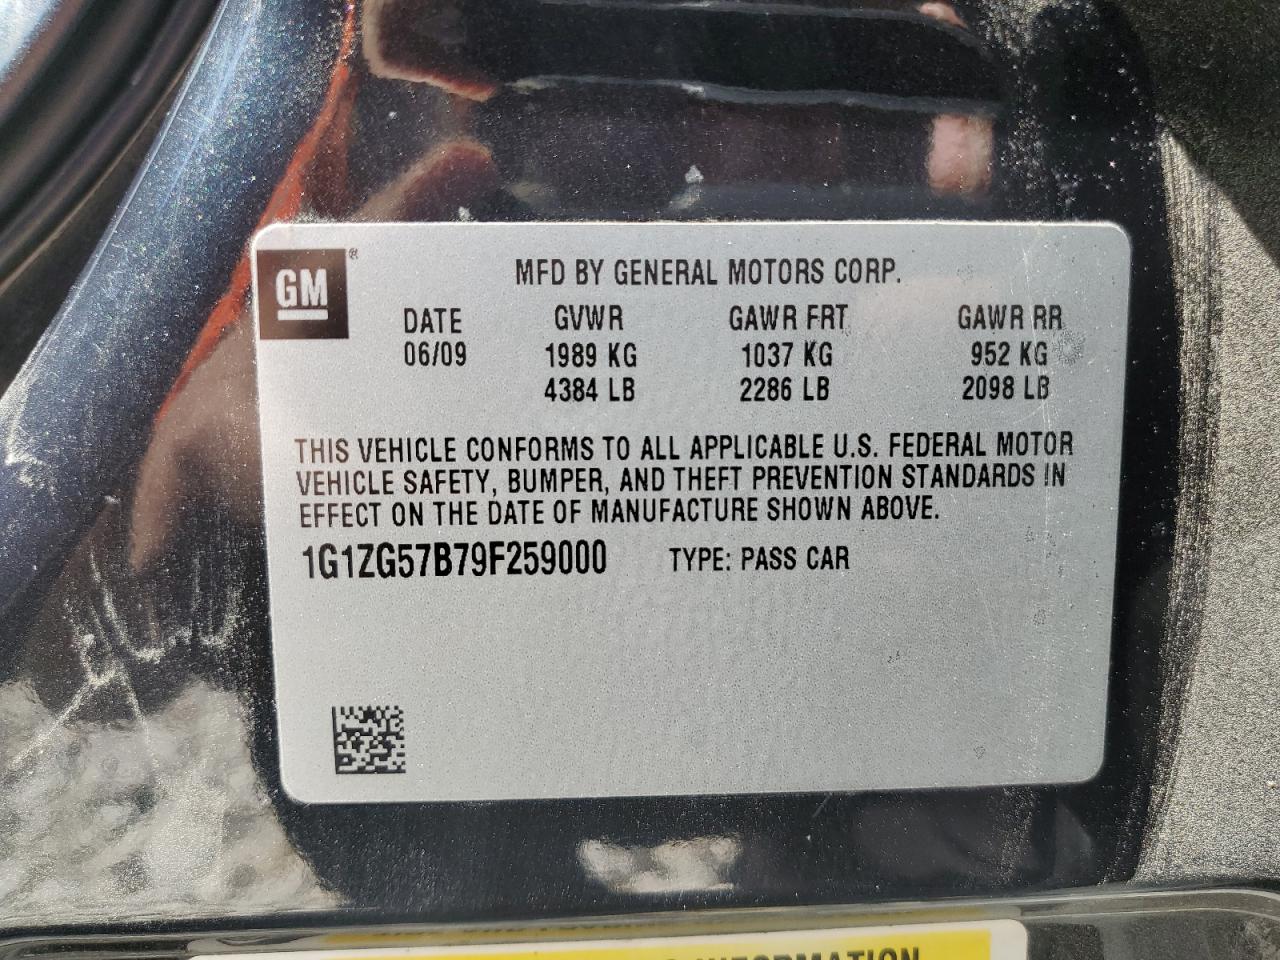 GM®
MFD BY GENERAL MOTORS CORP.
DATE GVWR GAWR FRT GAWR RR
06/09 1989 KG 1037 KG 952 KG
4384 LB 2286 LB 2098 LB
THIS VEHICLE CONFORMS TO ALL APPLICABLE U.S. FEDERAL MOTOR
VEHICLE SAFETY, BUMPER, AND THEFT PREVENTION STANDARDS IN
EFFECT ON THE DATE OF MANUFACTURE SHOWN ABOVE.
1G1ZG57B79F259000 TYPE: PASS CAR
INFORMATION